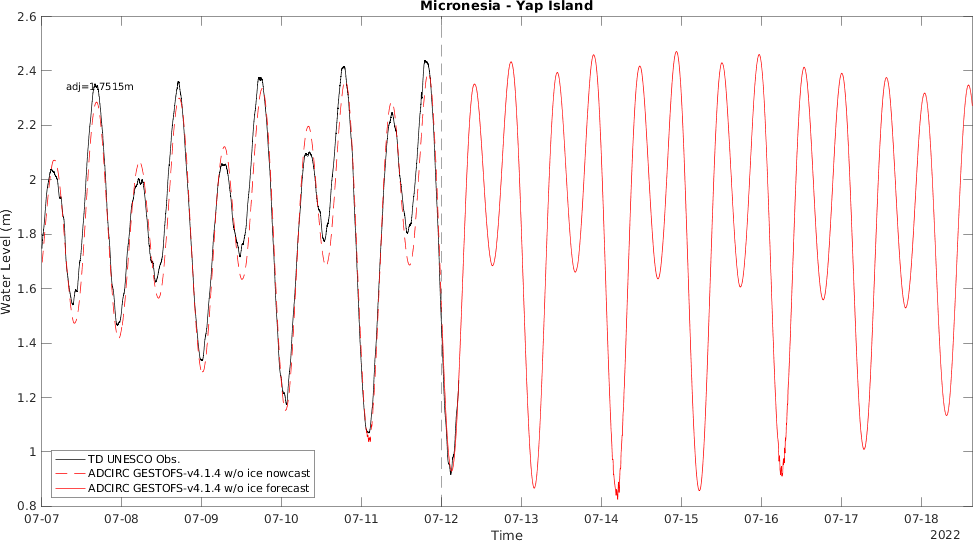 Micronesia - Yap Island
2.6
2.4
adj=1.7515m
2.2
2
1.8
Water Level (m)
1.6
1.4
1.2
1
0.8
TD UNESCO Obs.
ADCIRC GESTOFS-v4.1.4 w/o ice nowcast
ADCIRC GESTOFS-v4.1.4 w/o ice forecast
07-07 07-08 07-09 07-10 07-11 07-12 07-13 07-14 07-15 07-16 07-17 07-18
Time
2022